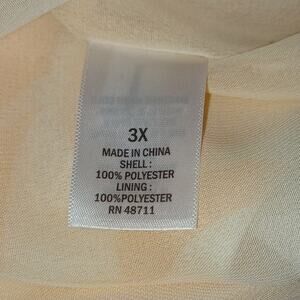 3X
MADE IN CHINA
SHELL :
100% POLYESTER
LINING :
100%POLYESTER
RN 48711